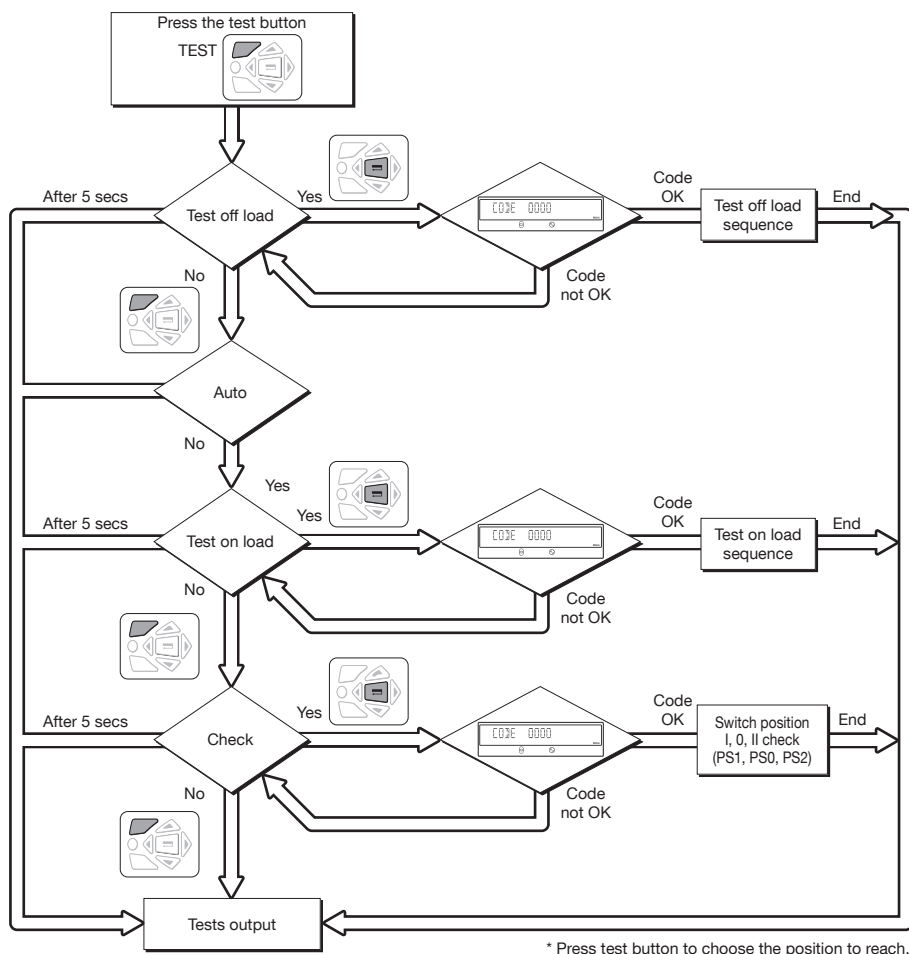 Press the test button
TEST
After 5 secs
Test off load
Yes
CODE 0000
Code
OK
Test off load
sequence
End
No
Code
not OK
Auto
No
Yes
After 5 secs
Test on load
Yes
CODE 0000
Code
OK
Test on load
sequence
End
No
Code
not OK
After 5 secs
Check
Yes
CODE 0000
Code
OK
Switch position
I, 0, II check
(PS1, PS0, PS2)
End
No
Code
not OK
Tests output
* Press test button to choose the position to reach.